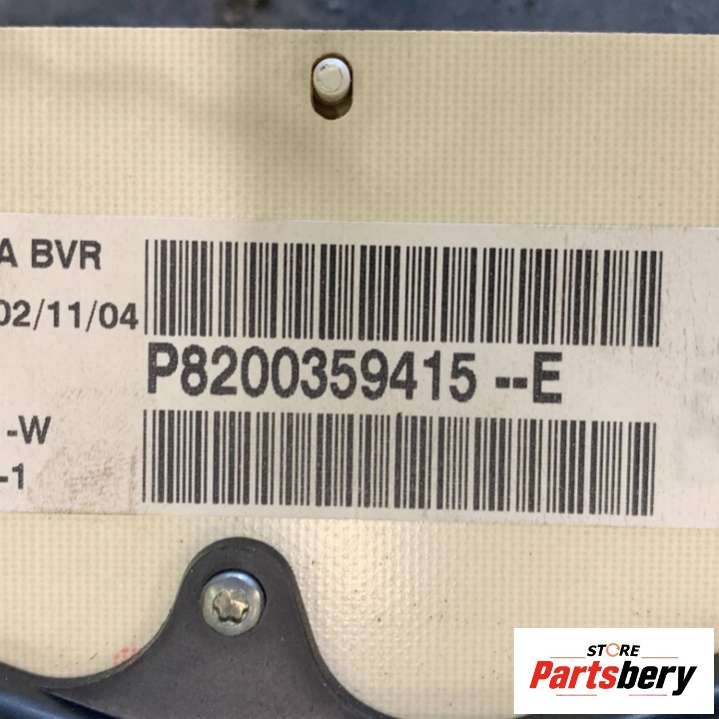 A BVR
02/11/04
P8200359415 --E
-W
-1
STORE
Partsbery